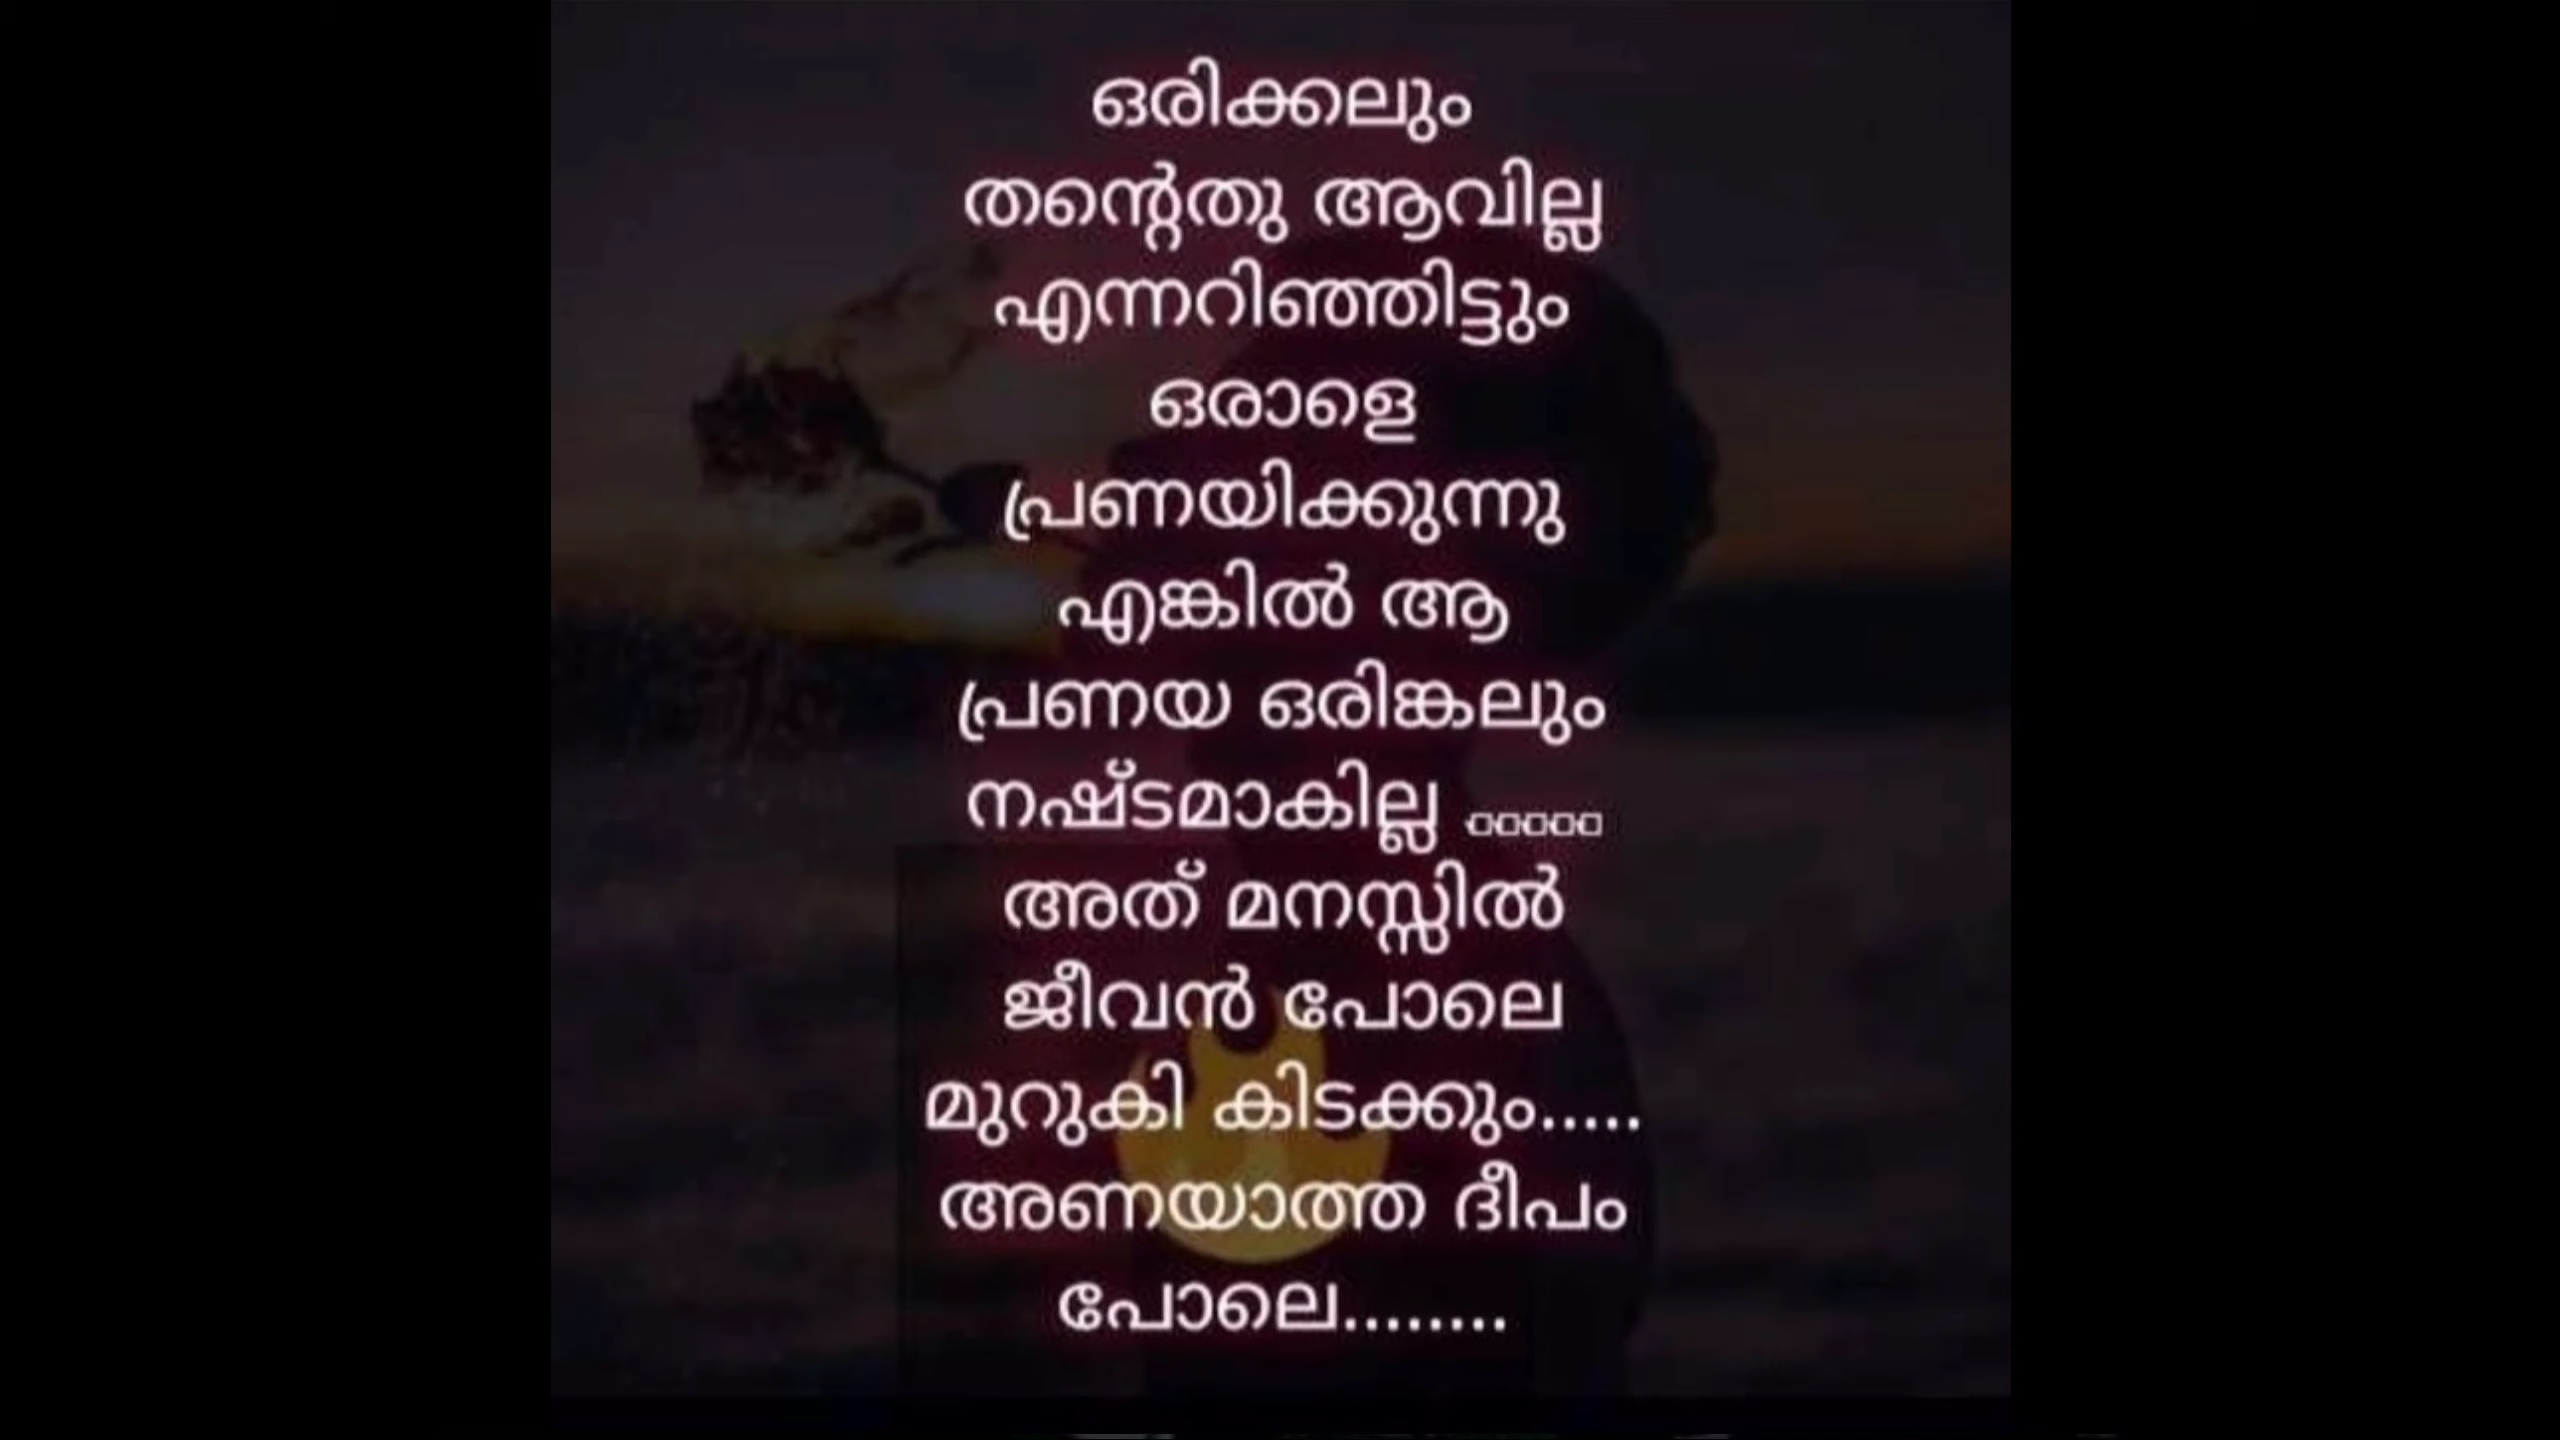 ഒരിക്കലും
തന്റെതു ആവില്ല
എന്നറിഞ്ഞിട്ടും
ഒരാളെ
പ്രണയിക്കുന്നു
എങ്കിൽ ആ
പ്രണയ ഒരിങ്കലും
നഷ്ടമാകില്ല
അത് മനസ്സിൽ
ജീവൻ പോലെ
മുറുകി കിടക്കും.....
അണയാത്ത ദീപം
പോലെ........